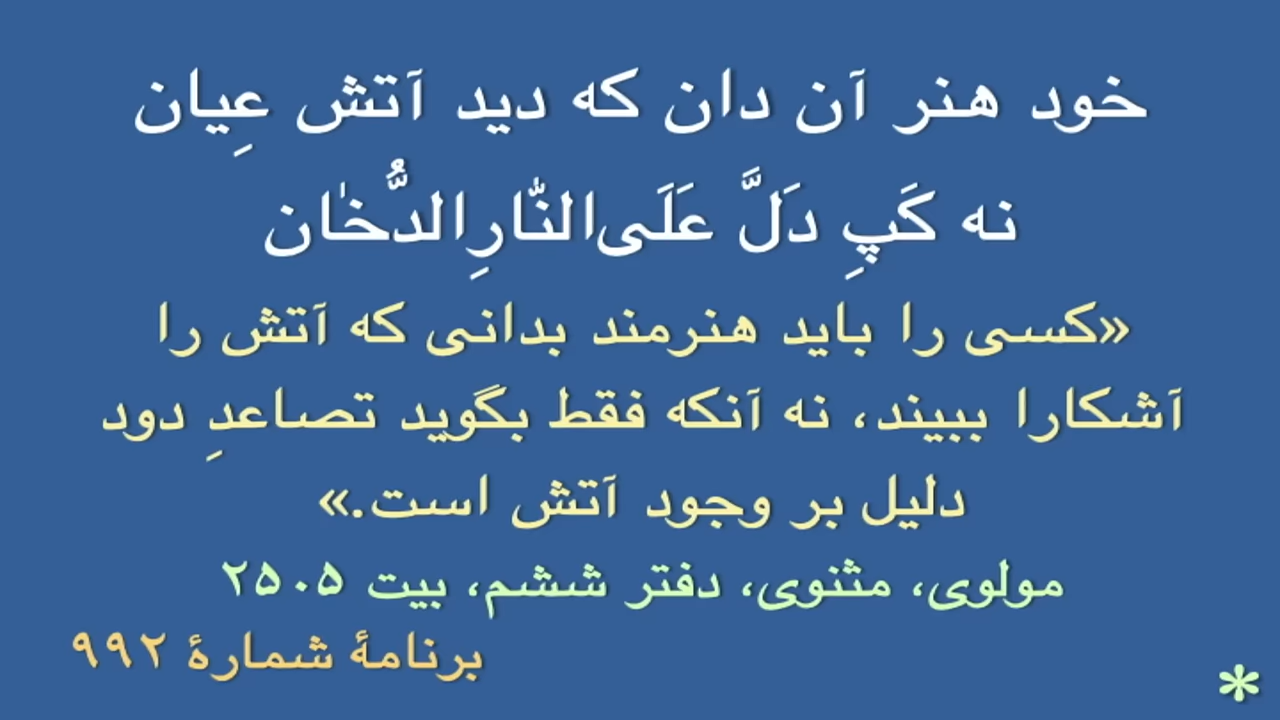 خود هنر آن دان که دید آتش عِیان
نه کَپِ دَلَّ عَلَی‌النّٰارِالدُّخٰان
«کسی را باید هنرمند بدانی که آتش را
آشکارا ببیند، نه آنکه فقط بگوید تصاعدِ دود
دلیل بر وجود آتش است.»
مولوی، مثنوی، دفتر ششم، بیت ۲۵۰۵
برنامهٔ شمارهٔ ۹۹۲
*